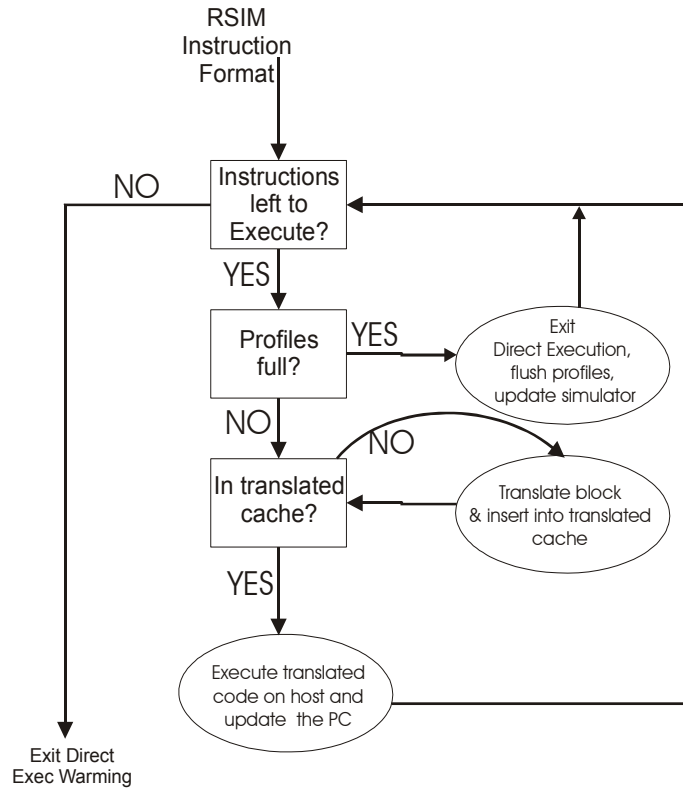 RSIM
Instruction
Format
NO
Instructions
left to
Execute?
YES
Profiles
full?
YES
Exit
Direct Execution,
flush profiles,
update simulator
NO
NO
In translated
cache?
Translate block
& insert into translated
cache
YES
Execute translated
code on host and
update the PC
Exit Direct
Exec Warming